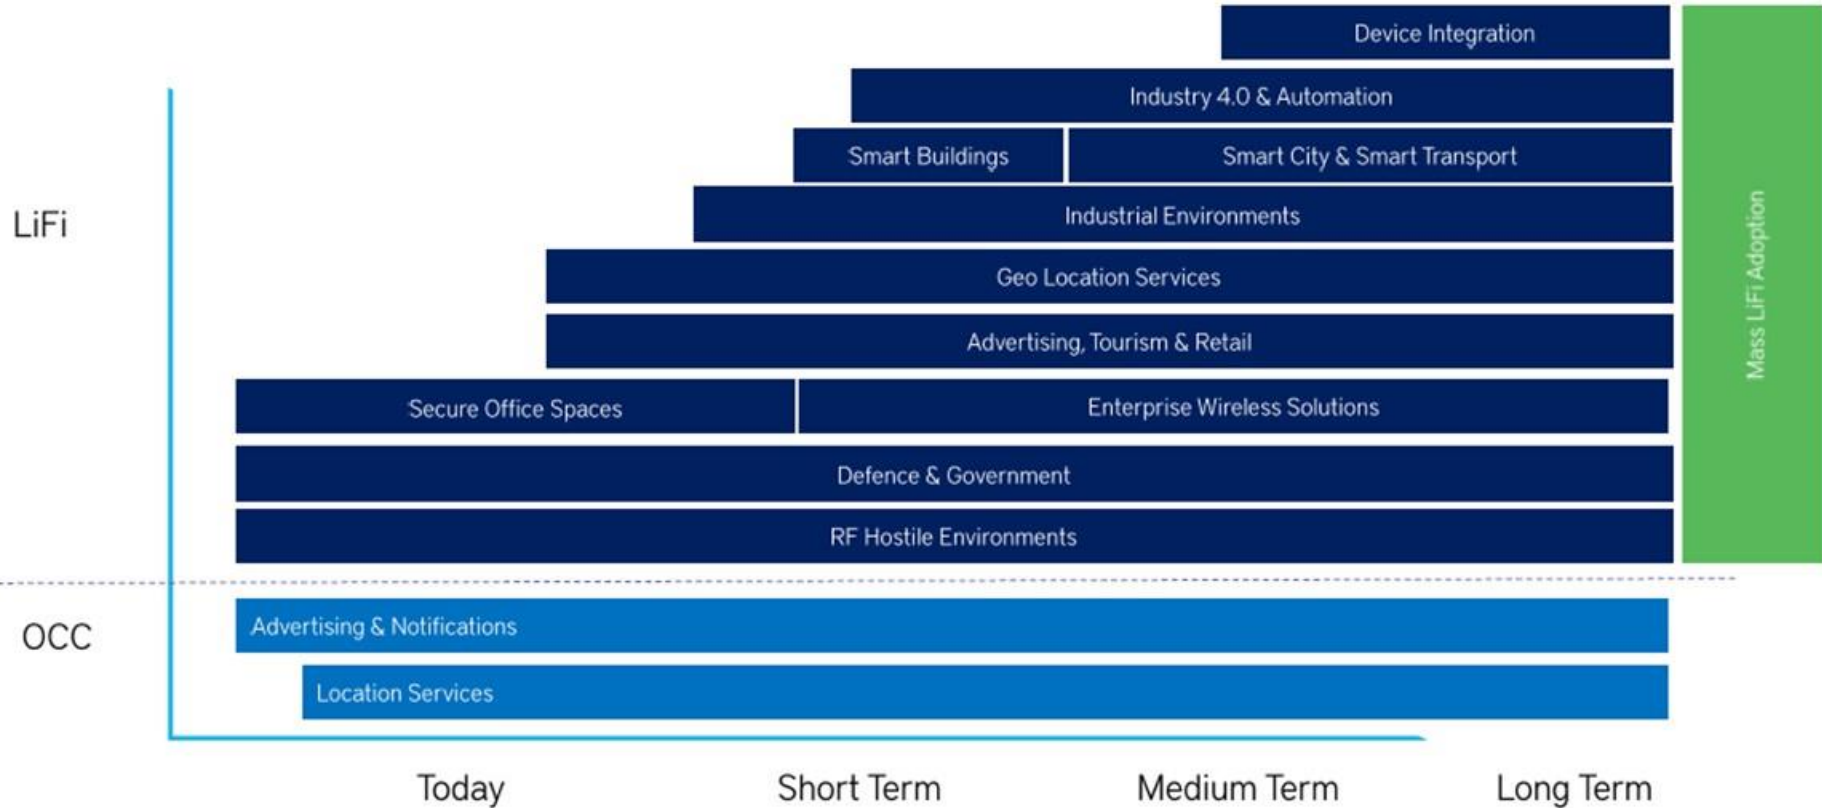 Device Integration
Industry 4.0 & Automation
Smart Buildings
Smart City & Smart Transport
LiFi
Industrial Environments
Geo Location Services
Advertising, Tourism & Retail
Secure Office Spaces
Enterprise Wireless Solutions
Defence & Government
RF Hostile Environments
Mass LiFi Adoption
OCC
Advertising & Notifications
Location Services
Today
Short Term
Medium Term
Long Term